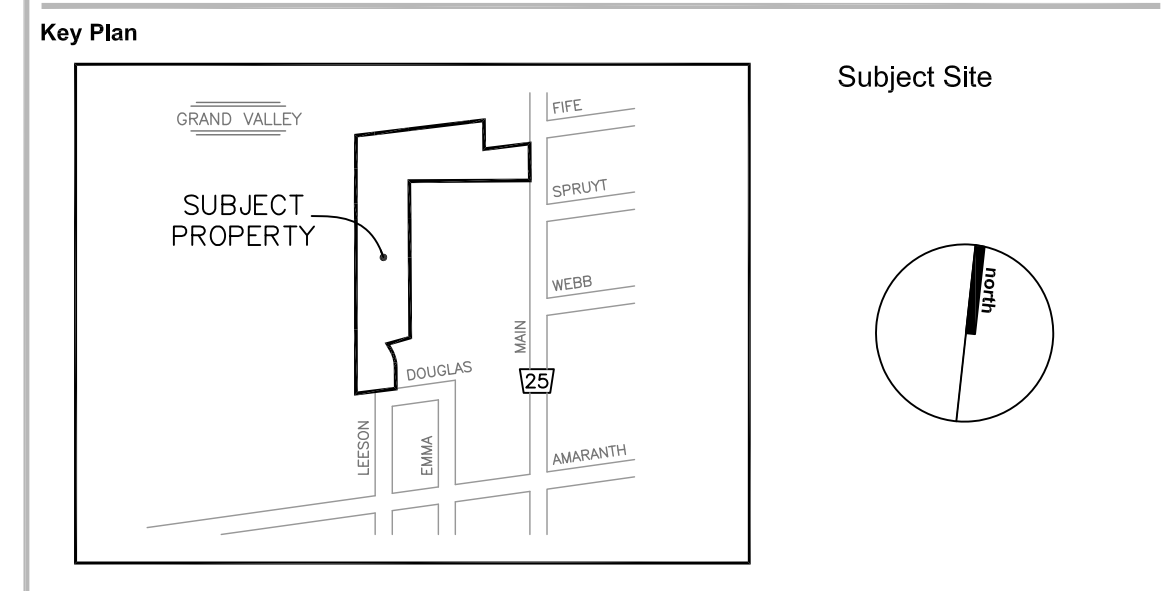 Key Plan
Subject Site
GRAND VALLEY
FIFE
SPRUYT
SUBJECT
PROPERTY
WEBB
north
MAIN
25
DOUGLAS
LEESON
EMMA
AMARANTH